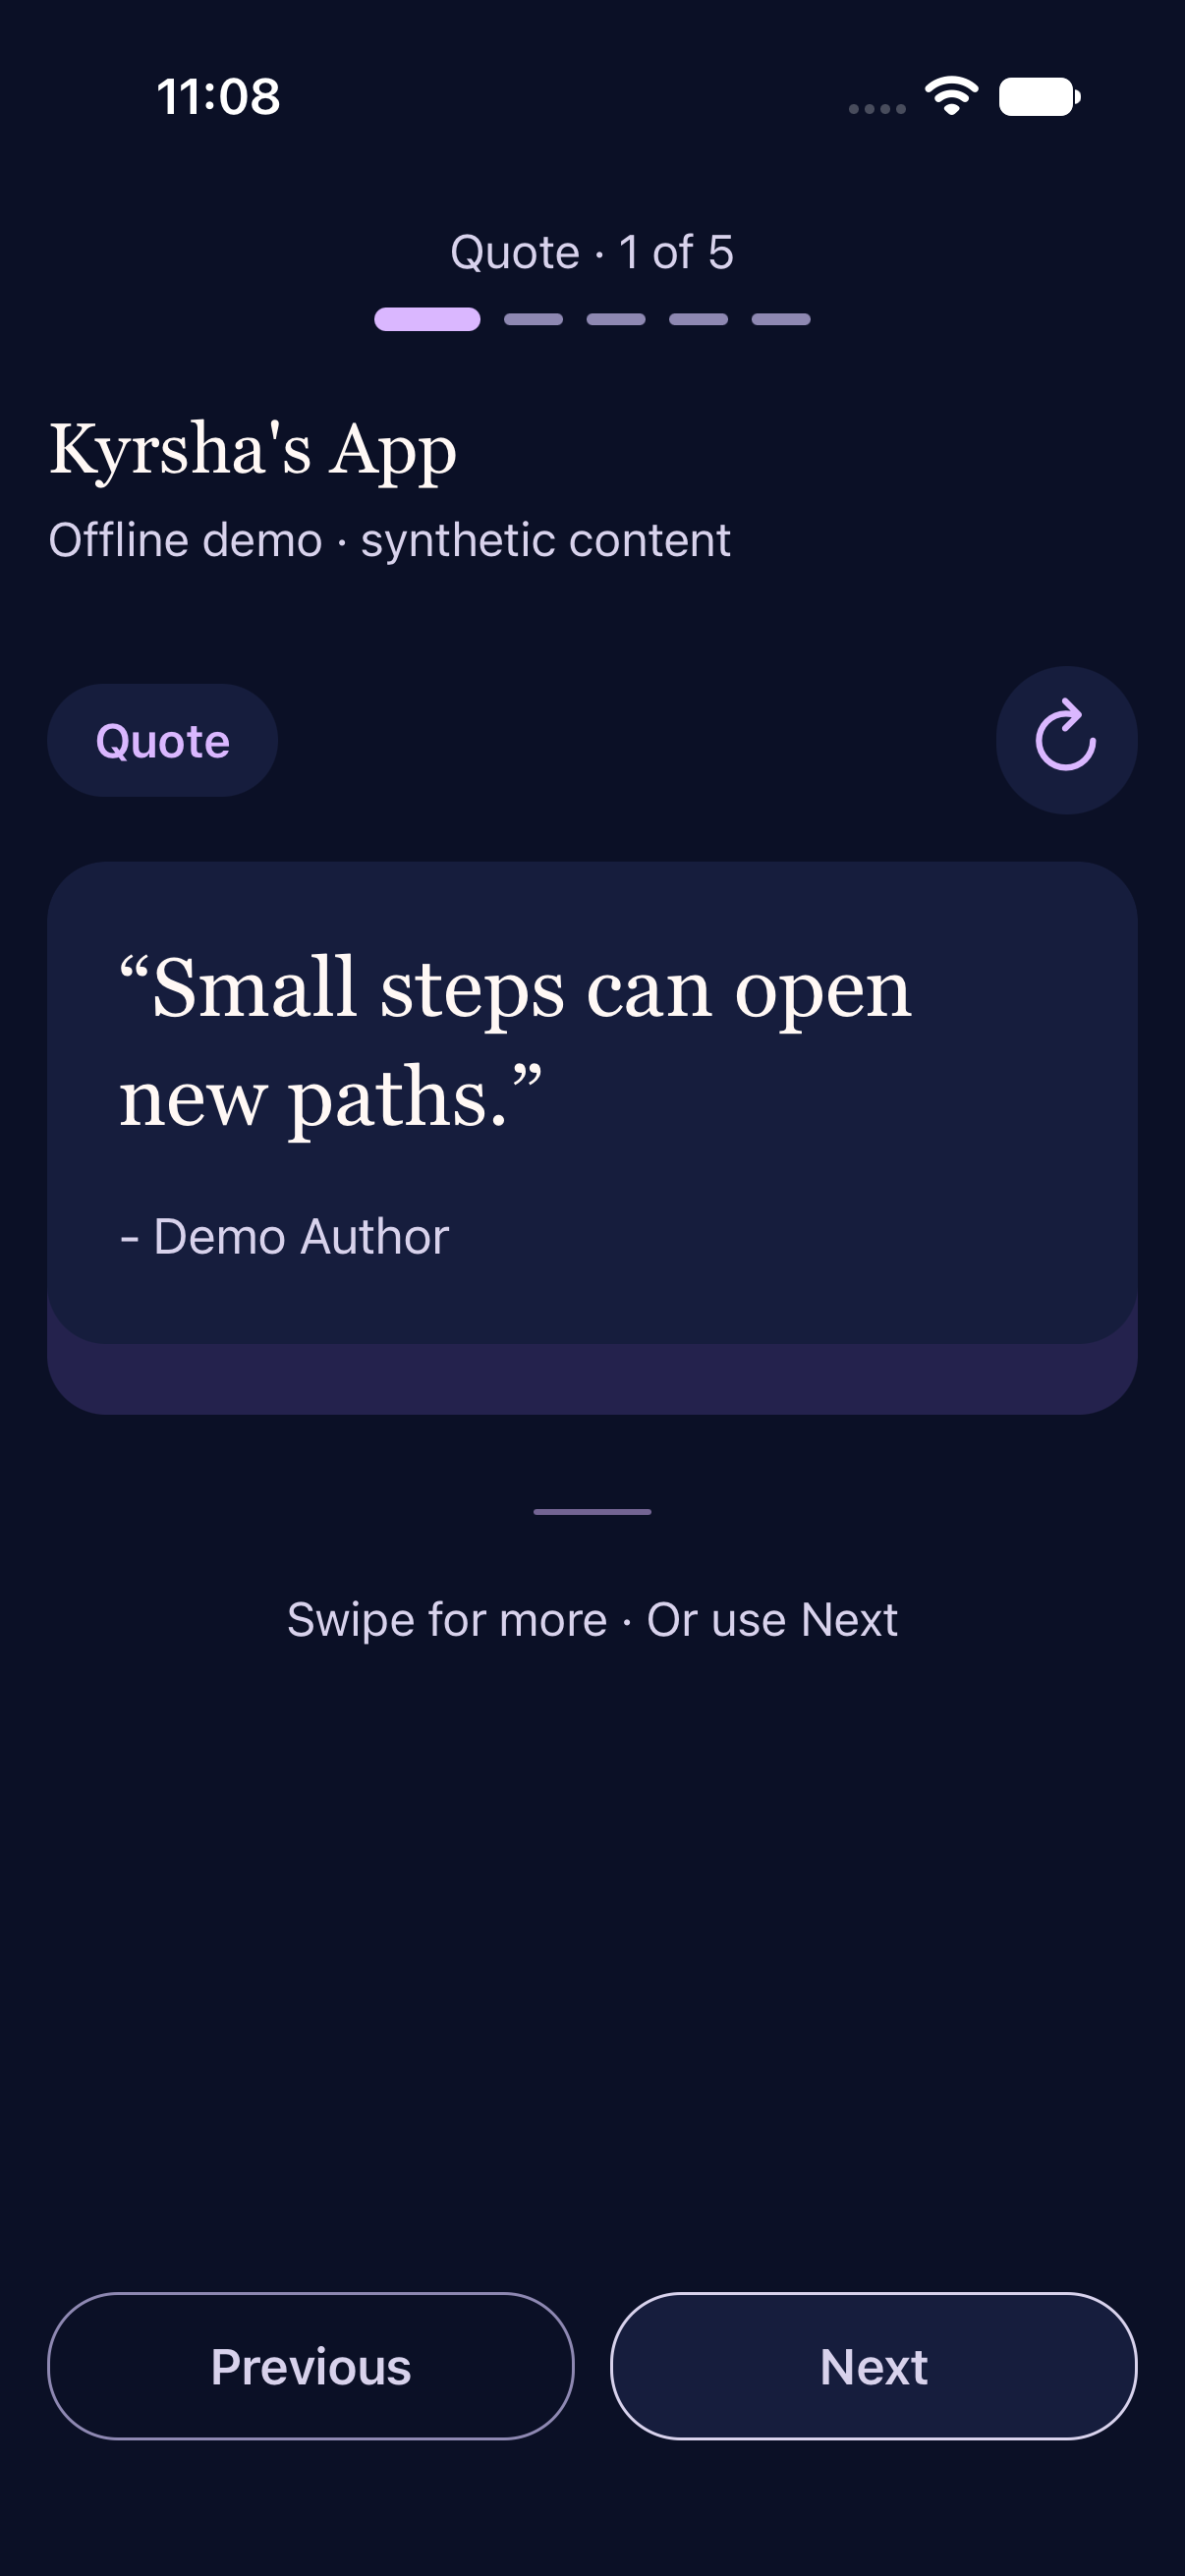 11:08
Quote · 1 of 5
Kyrsha's App
Offline demo · synthetic content
Quote
“Small steps can open
new paths.”
- Demo Author
Swipe for more · Or use Next
Previous
Next